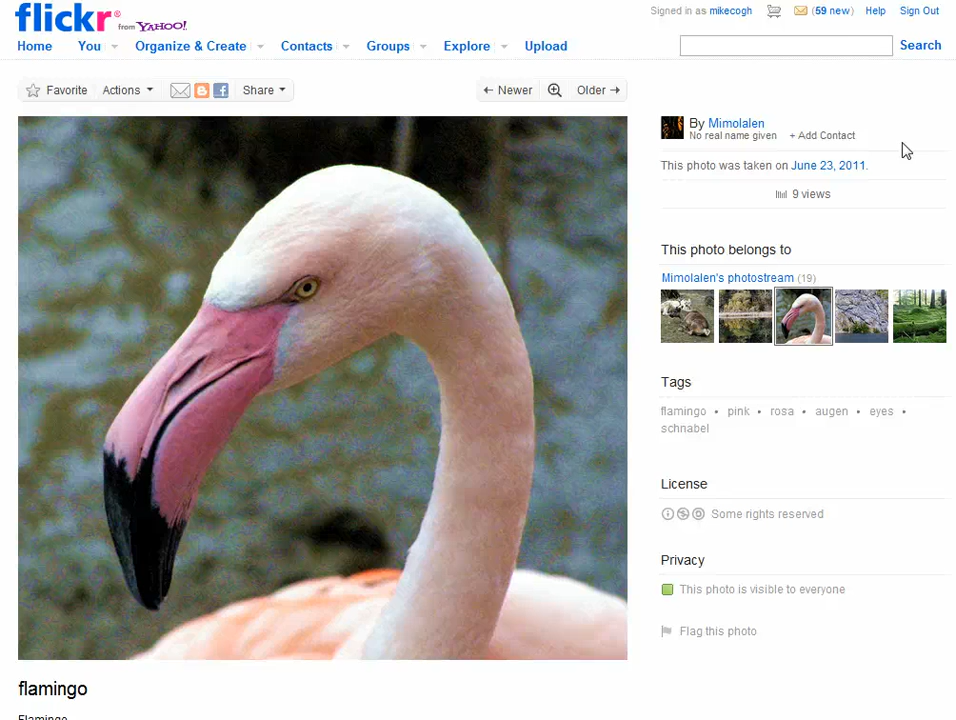 flickr® from YAHOO!
Signed in as mikecogh (59 new) Help Sign Out
Home You Organize & Create Contacts Groups Explore Upload
Search
Favorite Actions Share
← Newer Older →
By Mimolalen
No real name given + Add Contact
This photo was taken on June 23, 2011.
9 views
This photo belongs to
Mimolalen's photostream (19)
Tags
flamingo • pink • rosa • augen • eyes •
schnabel
License
Some rights reserved
Privacy
This photo is visible to everyone
Flag this photo
flamingo
Flamingo